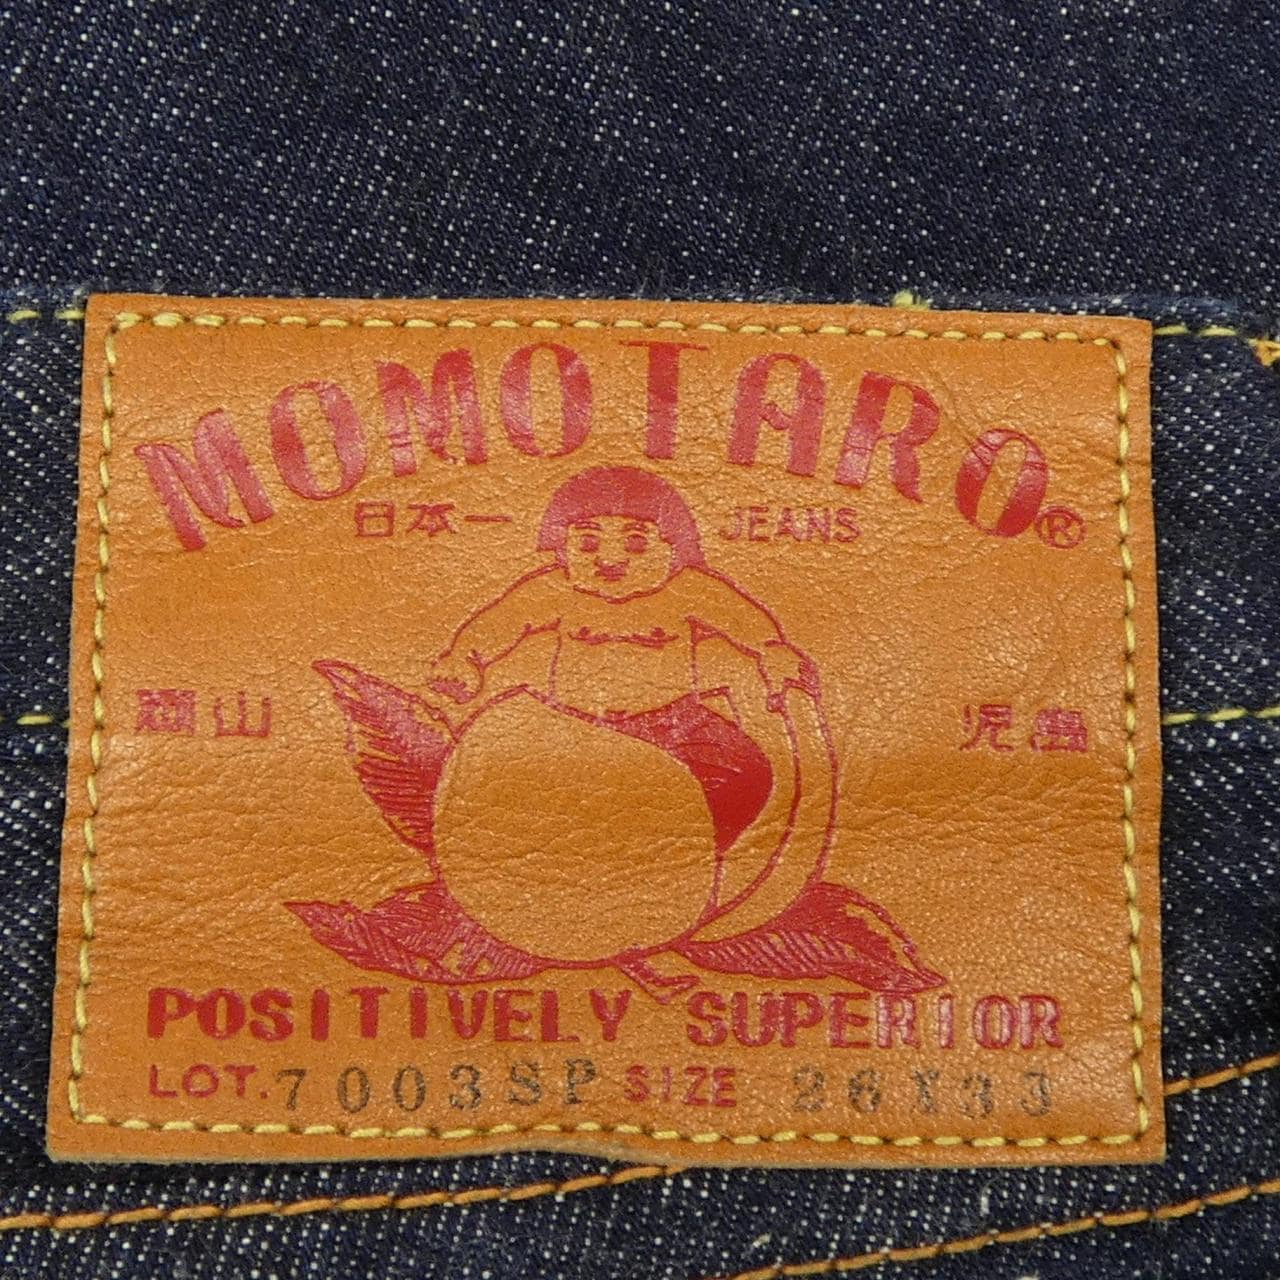 MOMOTARO®
日本一 JEANS
岡山 児島
POSITIVELY SUPERIOR
LOT. 7003SP SIZE 26X33